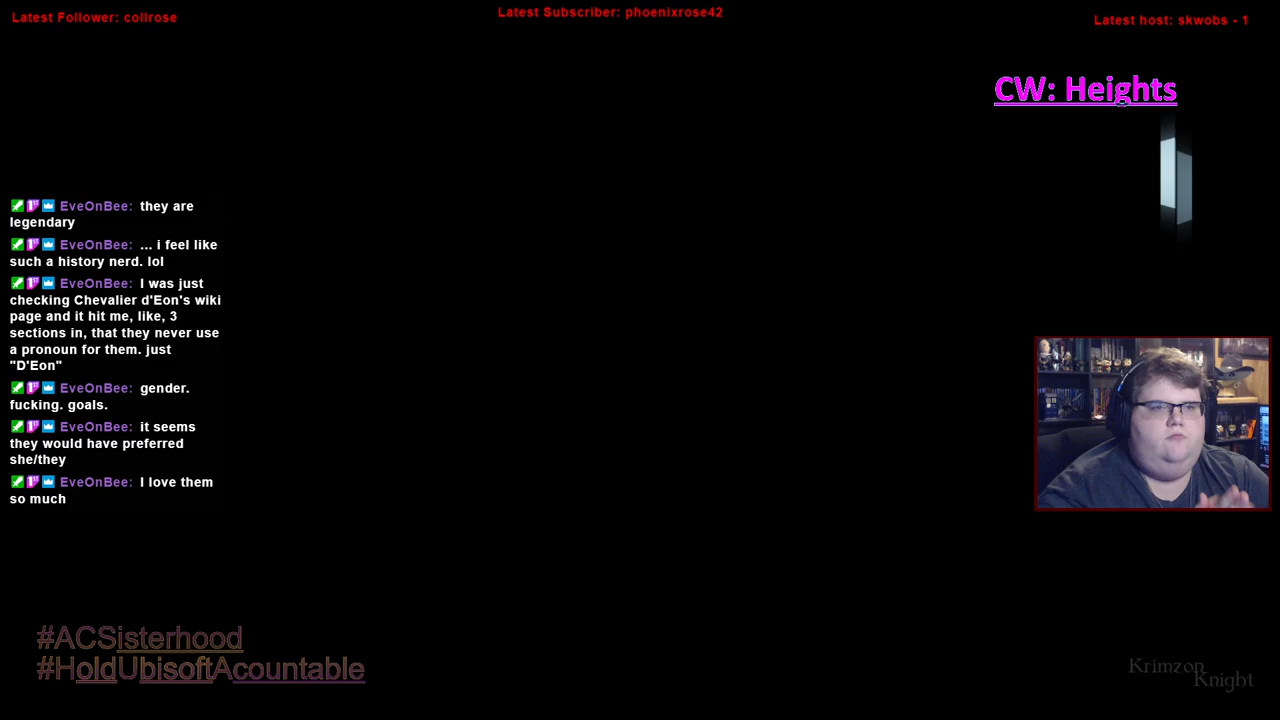 Latest Follower: collrose
Latest Subscriber: phoenixrose42
Latest host: skwobs - 1
CW: Heights
EveOnBee: they are
legendary
EveOnBee: ... i feel like
such a history nerd. lol
EveOnBee: I was just
checking Chevalier d'Eon's wiki
page and it hit me, like, 3
sections in, that they never use
a pronoun for them. just
"D'Eon"
EveOnBee: gender.
fucking. goals.
EveOnBee: it seems
they would have preferred
she/they
EveOnBee: I love them
so much
#ACSisterhood
#HoldUbisoftAcountable
Krimzon
Knight